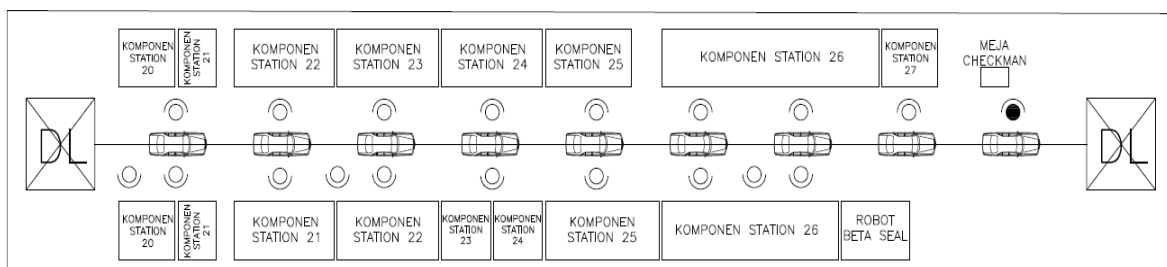 KOMPONEN
STATION
20
KOMPONEN
STATION
21
KOMPONEN
STATION 22
KOMPONEN
STATION 23
KOMPONEN
STATION 24
KOMPONEN
STATION 25
KOMPONEN STATION 26
KOMPONEN
STATION
27
MEJA
CHECKMAN
DL
DL
KOMPONEN
STATION
20
KOMPONEN
STATION
21
KOMPONEN
STATION 21
KOMPONEN
STATION 22
KOMPONEN
STATION
23
KOMPONEN
STATION
24
KOMPONEN
STATION 25
KOMPONEN STATION 26
ROBOT
BETA SEAL